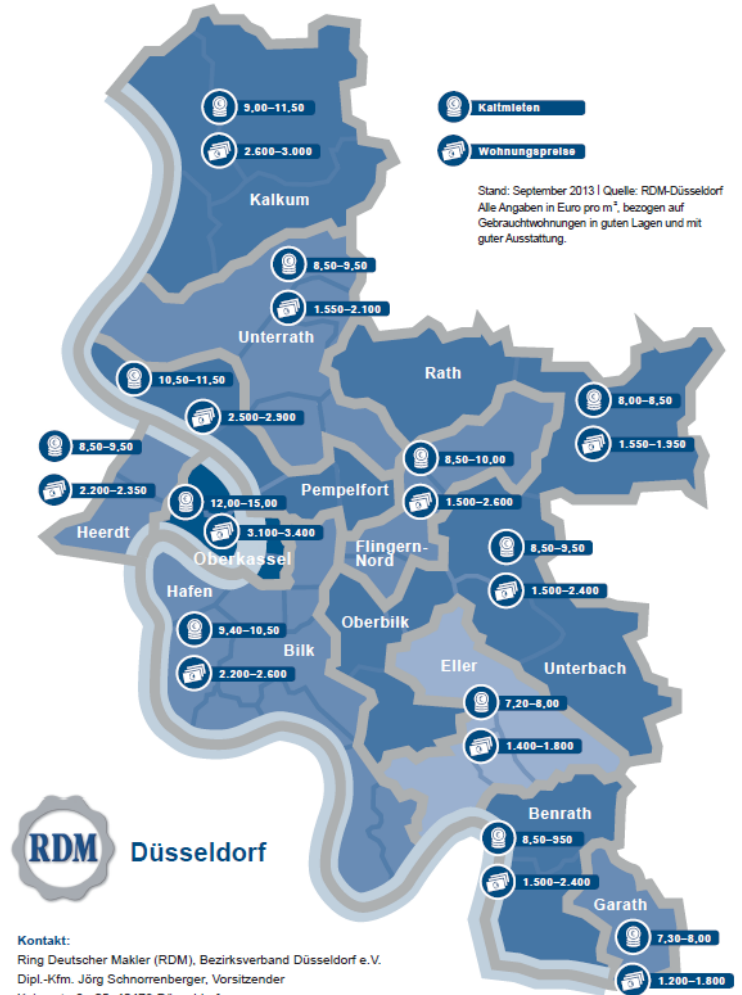 9,00–11,50
Kaltmieten
2.600–3.000
Wohnungspreise
Kalkum
Stand: September 2013 | Quelle: RDM-Düsseldorf
Alle Angaben in Euro pro m², bezogen auf
Gebrauchtwohnungen in guten Lagen und mit
guter Ausstattung.
8,50–9,50
1.550–2.100
Unterrath
Rath
10,50–11,50
2.500–2.900
8,00–8,50
1.550–1.950
8,50–9,50
2.200–2.350
Heerdt
8,50–10,00
1.500–2.600
Pempelfort
12,00–15,00
3.100–3.400
Oberkassel
Flingern-
Nord
8,50–9,50
1.500–2.400
Hafen
9,40–10,50
Bilk
2.200–2.600
Oberbilk
Eller
Unterbach
7,20–8,00
1.400–1.800
Benrath
8,50–950
1.500–2.400
Garath
7,30–8,00
1.200–1.800
RDM
Düsseldorf
Kontakt:
Ring Deutscher Makler (RDM), Bezirksverband Düsseldorf e.V.
Dipl.-Kfm. Jörg Schnorrenberger, Vorsitzender